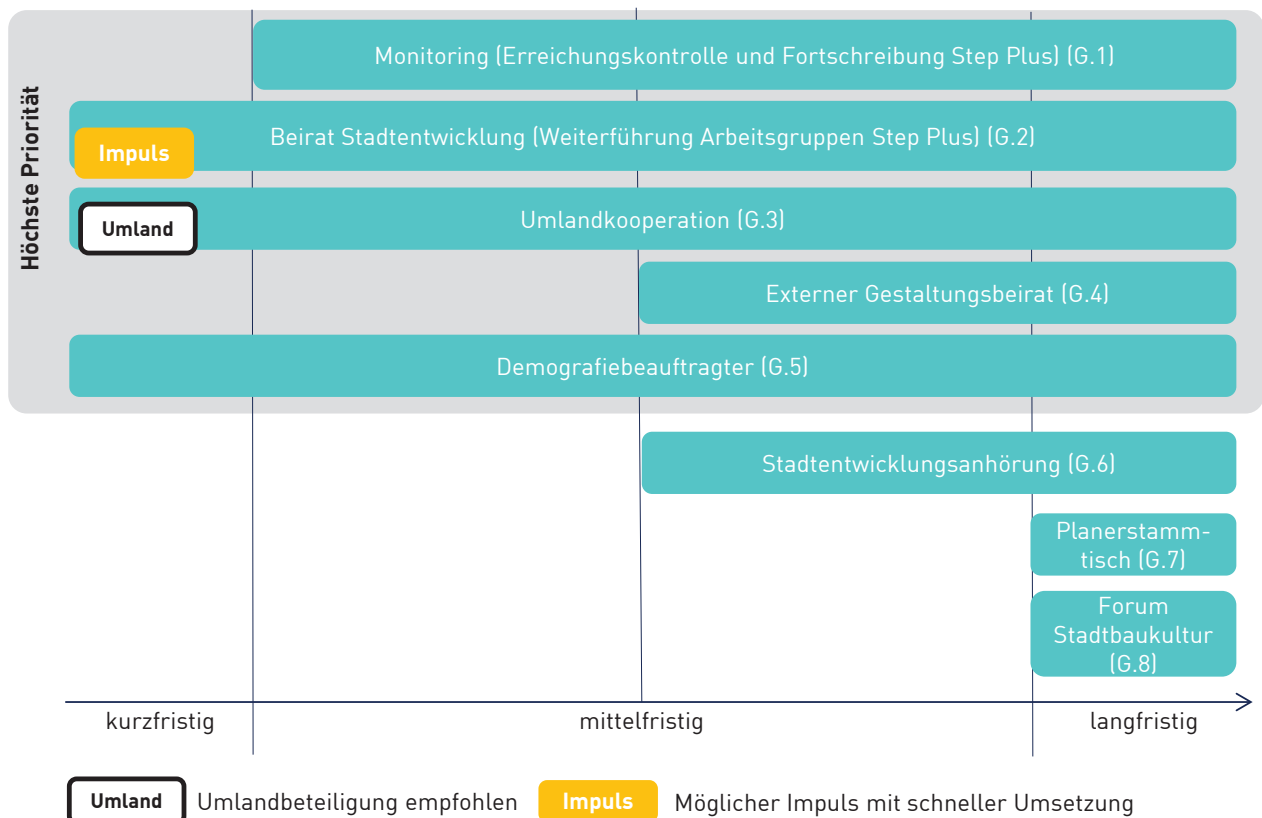 Höchste Priorität
Monitoring (Erreichungskontrolle und Fortschreibung Step Plus) (G.1)
Beirat Stadtentwicklung (Weiterführung Arbeitsgruppen Step Plus) (G.2)
Impuls
Umlandkooperation (G.3)
Umland
Externer Gestaltungsbeirat (G.4)
Demografiebeauftragter (G.5)
Stadtentwicklungsanhörung (G.6)
Planerstamm-
tisch (G.7)
Forum
Stadtbaukultur
(G.8)
kurzfristig
mittelfristig
langfristig
Umland
Umlandbeteiligung empfohlen
Impuls
Möglicher Impuls mit schneller Umsetzung